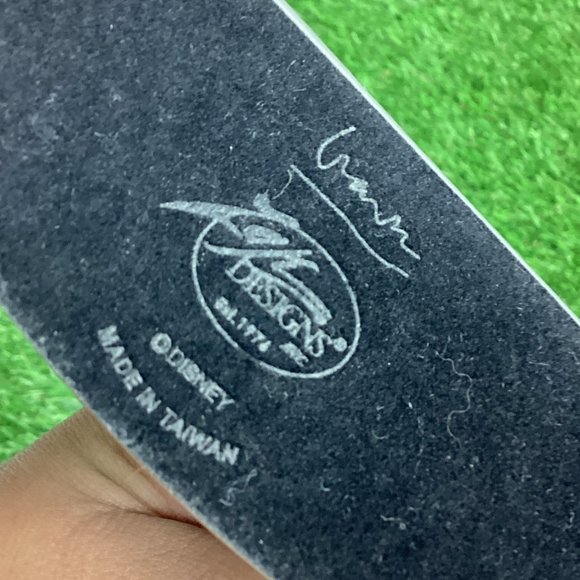 DESIGNS®
Est. 1974 INC.
©DISNEY
MADE IN TAIWAN